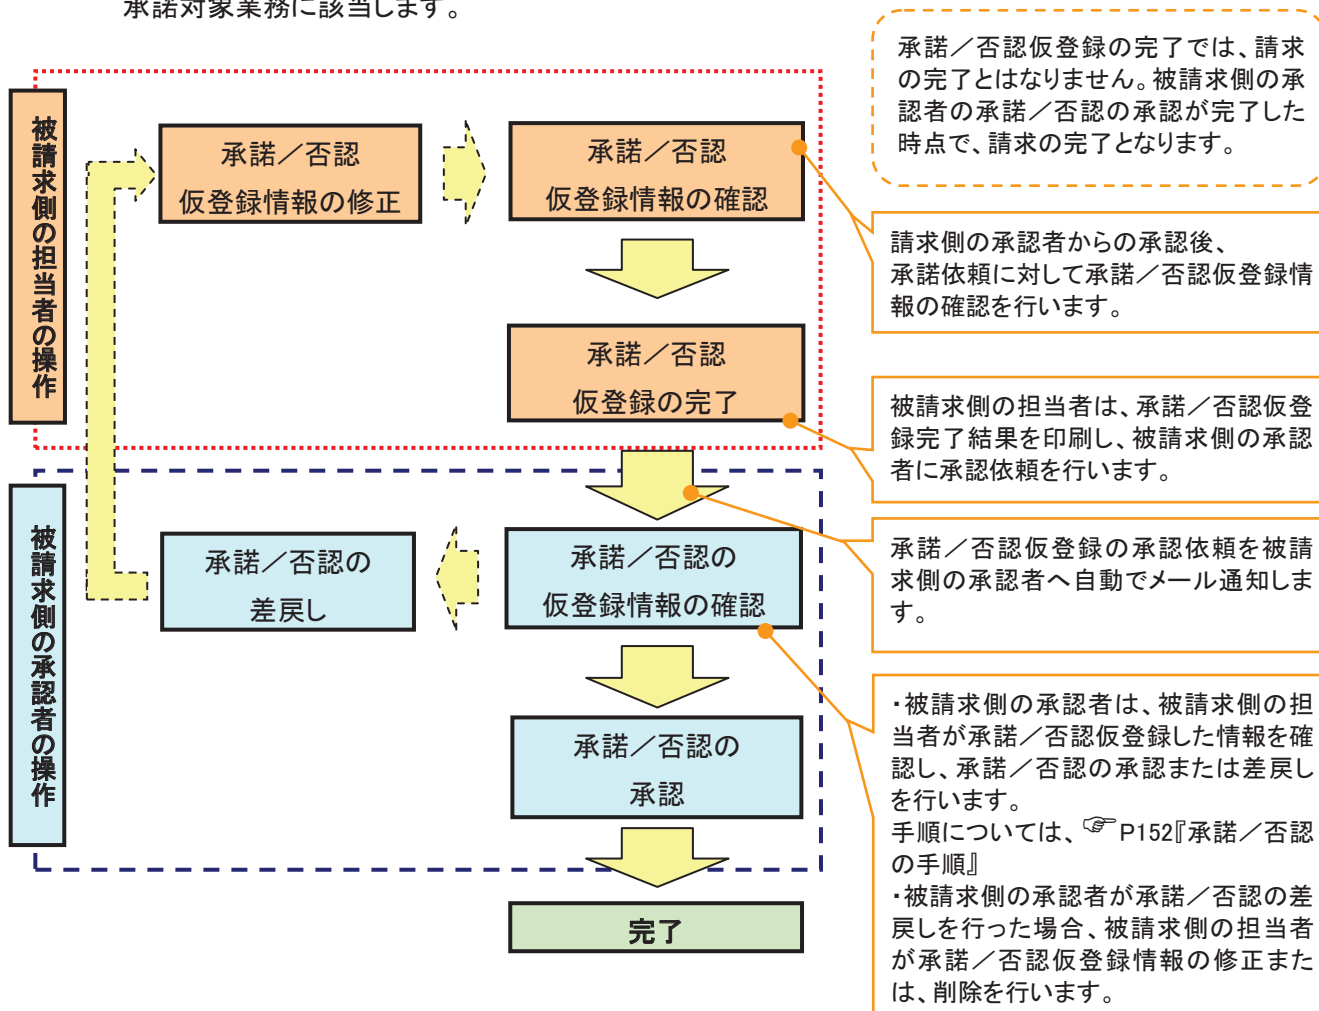 承諾対象業務に該当します。
承諾／否認仮登録の完了では、請求
の完了とはなりません。被請求側の承
認者の承諾／否認の承認が完了した
時点で、請求の完了となります。
被請求側の担当者の操作
承諾／否認
仮登録情報の修正
承諾／否認
仮登録情報の確認
請求側の承認者からの承認後、
承諾依頼に対して承諾／否認仮登録情
報の確認を行います。
承諾／否認
仮登録の完了
被請求側の担当者は、承諾／否認仮登
録完了結果を印刷し、被請求側の承認
者に承認依頼を行います。
被請求側の承認者の操作
承諾／否認の
差戻し
承諾／否認の
仮登録情報の確認
承諾／否認仮登録の承認依頼を被請
求側の承認者へ自動でメール通知しま
す。
承諾／否認の
承認
・被請求側の承認者は、被請求側の担
当者が承諾／否認仮登録した情報を確
認し、承諾／否認の承認または差戻し
を行います。
手順については、☞P152『承諾／否認
の手順』
・被請求側の承認者が承諾／否認の差
戻しを行った場合、被請求側の担当者
が承諾／否認仮登録情報の修正また
は、削除を行います。
完了